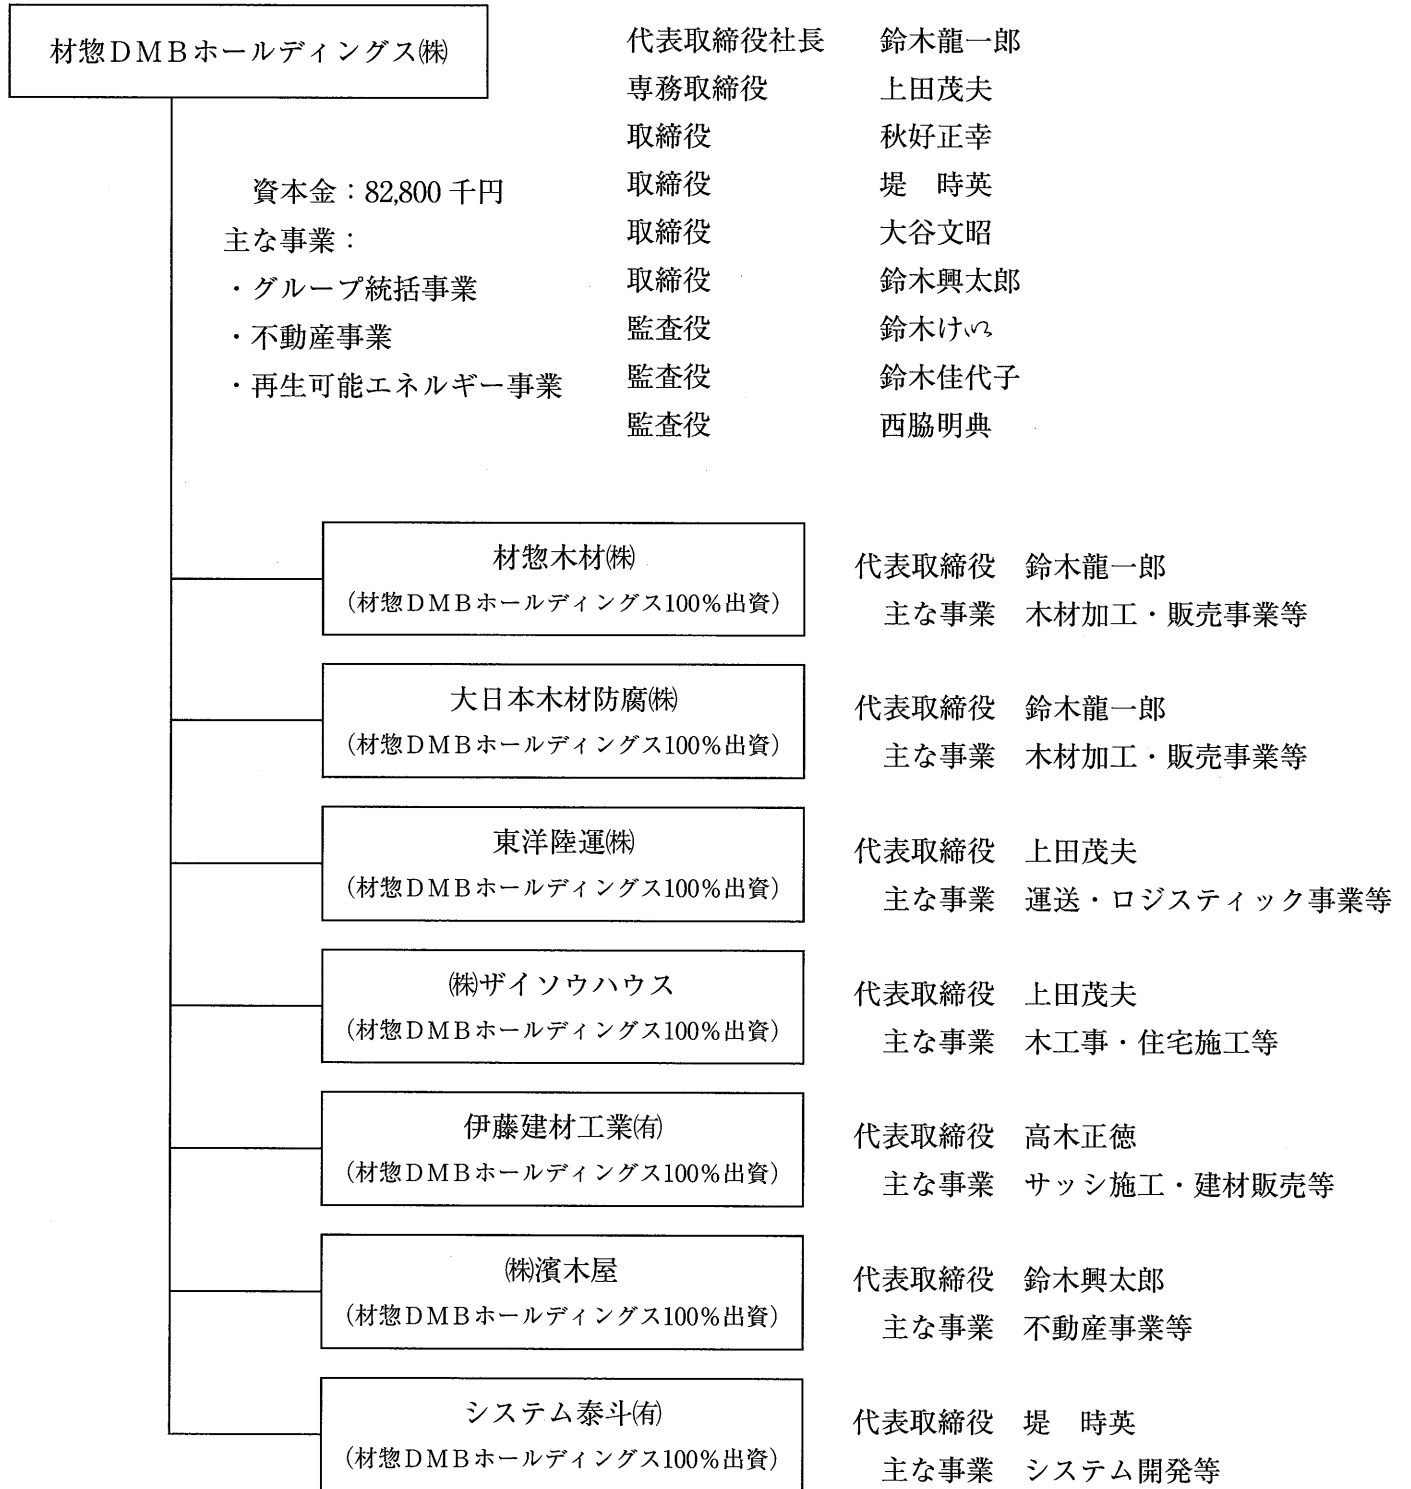 材惣DMBホールディングス㈱
代表取締役社長 鈴木龍一郎
専務取締役 上田茂夫
取締役 秋好正幸
取締役 堤 時英
取締役 大谷文昭
取締役 鈴木興太郎
監査役 鈴木けい
監査役 鈴木佳代子
監査役 西脇明典
資本金：82,800千円
主な事業：
・グループ統括事業
・不動産事業
・再生可能エネルギー事業
材惣木材㈱
（材惣DMBホールディングス100%出資）
代表取締役 鈴木龍一郎
主な事業 木材加工・販売事業等
大日本木材防腐㈱
（材惣DMBホールディングス100%出資）
代表取締役 鈴木龍一郎
主な事業 木材加工・販売事業等
東洋陸運㈱
（材惣DMBホールディングス100%出資）
代表取締役 上田茂夫
主な事業 運送・ロジスティック事業等
㈱ザイソウハウス
（材惣DMBホールディングス100%出資）
代表取締役 上田茂夫
主な事業 木工事・住宅施工等
伊藤建材工業㈲
（材惣DMBホールディングス100%出資）
代表取締役 高木正徳
主な事業 サッシ施工・建材販売等
㈱濱木屋
（材惣DMBホールディングス100%出資）
代表取締役 鈴木興太郎
主な事業 不動産事業等
システム泰斗㈲
（材惣DMBホールディングス100%出資）
代表取締役 堤 時英
主な事業 システム開発等